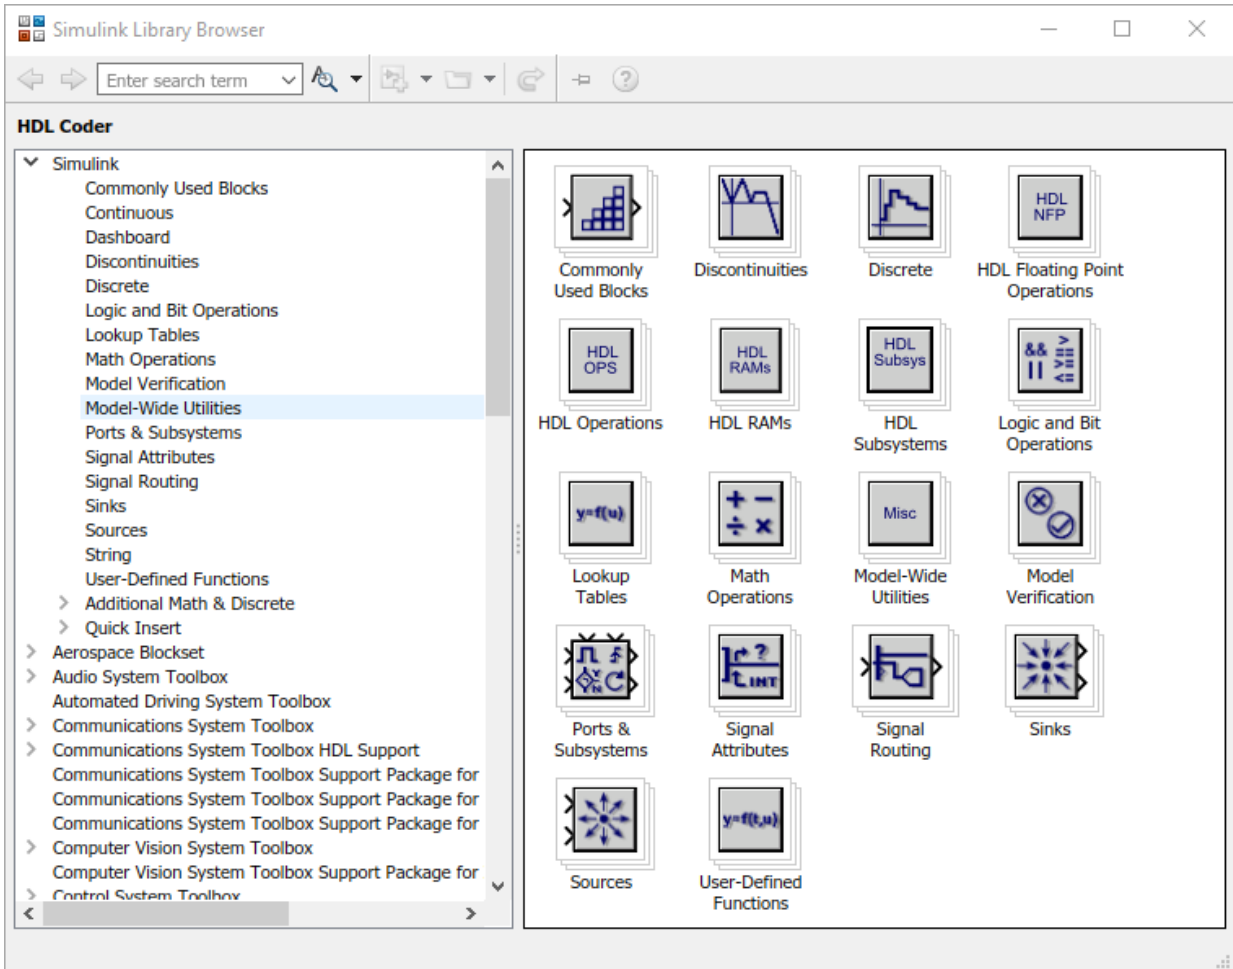 Simulink Library Browser
Enter search term
HDL Coder
Simulink
Commonly Used Blocks
Continuous
Dashboard
Discontinuities
Discrete
Logic and Bit Operations
Lookup Tables
Math Operations
Model Verification
Model-Wide Utilities
Ports & Subsystems
Signal Attributes
Signal Routing
Sinks
Sources
String
User-Defined Functions
Additional Math & Discrete
Quick Insert
Aerospace Blockset
Audio System Toolbox
Automated Driving System Toolbox
Communications System Toolbox
Communications System Toolbox HDL Support
Communications System Toolbox Support Package for
Communications System Toolbox Support Package for
Communications System Toolbox Support Package for
Computer Vision System Toolbox
Computer Vision System Toolbox Support Package for
Control System Toolbox
Commonly
Used Blocks
Discontinuities
Discrete
HDL
NFP
HDL Floating Point
Operations
HDL
OPS
HDL Operations
HDL
RAMs
HDL RAMs
HDL
Subsys
HDL
Subsystems
&& > ==
|| >= <=
Logic and Bit
Operations
y=f(u)
Lookup
Tables
+ −
÷ ×
Math
Operations
Misc
Model-Wide
Utilities
Model
Verification
Y
N
Ports &
Subsystems
?
INT
Signal
Attributes
Signal
Routing
Sinks
Sources
y=f(t,u)
User-Defined
Functions